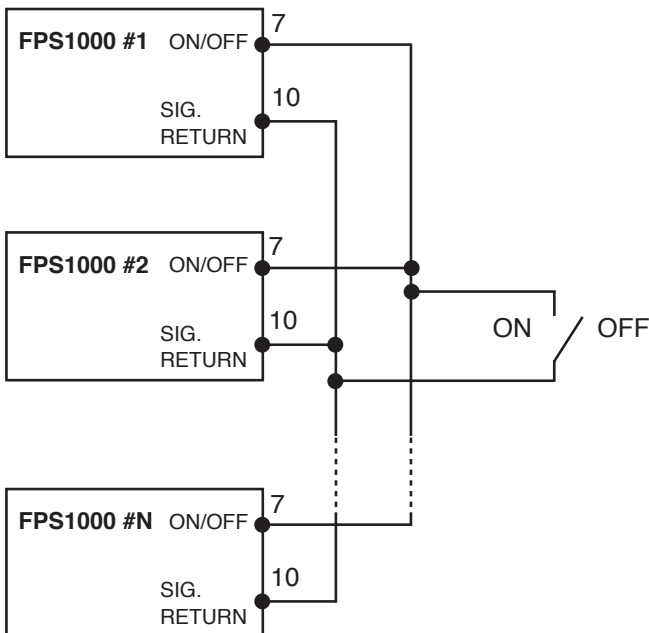 FPS1000 #1 ON/OFF 7
SIG. 10
RETURN
FPS1000 #2 ON/OFF 7
SIG. 10
RETURN
ON OFF
FPS1000 #N ON/OFF 7
SIG. 10
RETURN